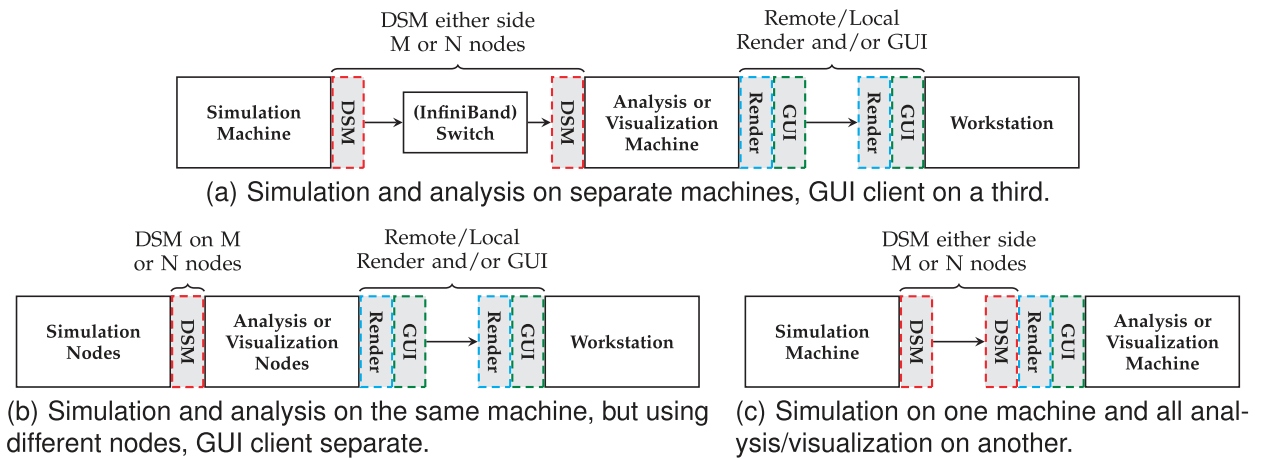 DSM either side
M or N nodes
Remote/Local
Render and/or GUI
Simulation
Machine
DSM
(InfiniBand)
Switch
DSM
Analysis or
Visualization
Machine
Render
GUI
Render
GUI
Workstation
(a) Simulation and analysis on separate machines, GUI client on a third.
DSM on M
or N nodes
Remote/Local
Render and/or GUI
Simulation
Nodes
DSM
Analysis or
Visualization
Nodes
Render
GUI
Render
GUI
Workstation
(b) Simulation and analysis on the same machine, but using
different nodes, GUI client separate.
DSM either side
M or N nodes
Simulation
Machine
DSM
DSM
Render
GUI
Analysis or
Visualization
Machine
(c) Simulation on one machine and all anal-
ysis/visualization on another.